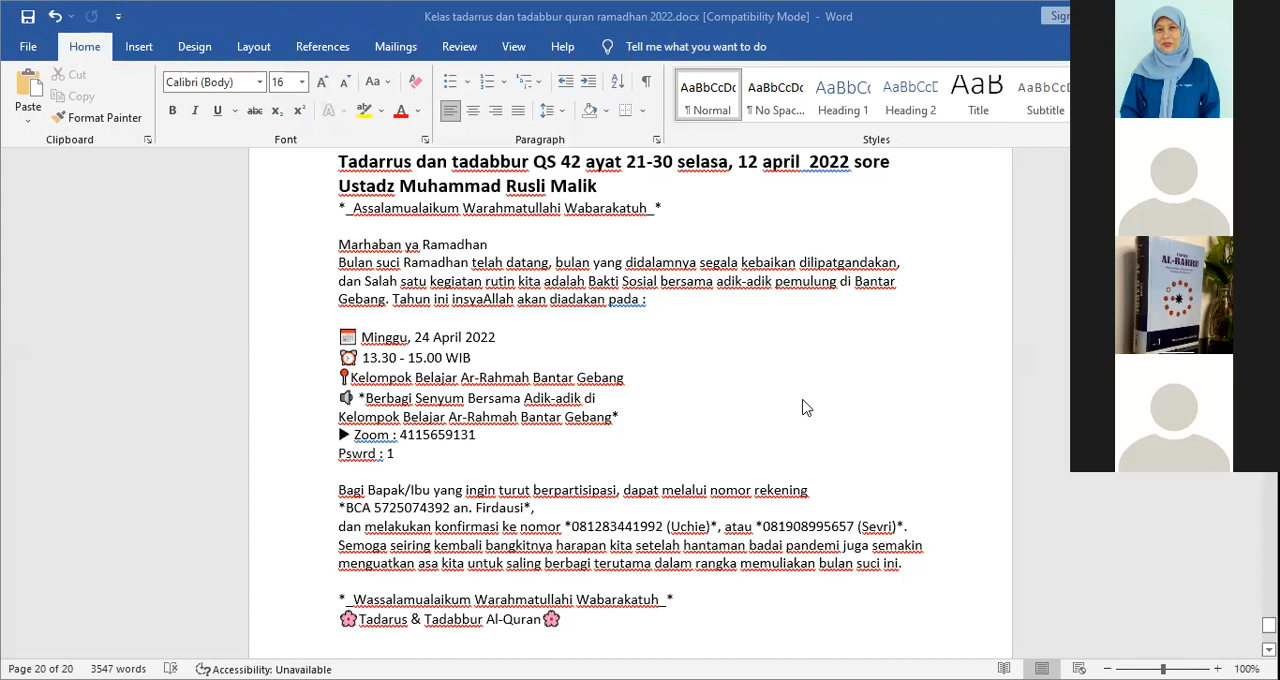 Kelas tadarrus dan tadabbur quran ramadhan 2022.docx [Compatibility Mode] - Word
Sign
File Home Insert Design Layout References Mailings Review View Help Tell me what you want to do
Cut
Copy
Paste
Format Painter
Calibri (Body) 16
AaBbCcDc AaBbCcDc AaBbC AaBbCcD AaB AaBbCcD
¶ Normal ¶ No Spac... Heading 1 Heading 2 Title Subtitle
Clipboard Font Paragraph Styles
Tadarrus dan tadabbur QS 42 ayat 21-30 selasa, 12 april 2022 sore
Ustadz Muhammad Rusli Malik
*_Assalamualaikum Warahmatullahi Wabarakatuh_*
Marhaban ya Ramadhan
Bulan suci Ramadhan telah datang, bulan yang didalamnya segala kebaikan dilipatgandakan,
dan Salah satu kegiatan rutin kita adalah Bakti Sosial bersama adik-adik pemulung di Bantar
Gebang. Tahun ini insyaAllah akan diadakan pada :
Minggu, 24 April 2022
13.30 - 15.00 WIB
Kelompok Belajar Ar-Rahmah Bantar Gebang
*Berbagi Senyum Bersama Adik-adik di
Kelompok Belajar Ar-Rahmah Bantar Gebang*
Zoom : 4115659131
Pswrd : 1
Bagi Bapak/Ibu yang ingin turut berpartisipasi, dapat melalui nomor rekening
*BCA 5725074392 an. Firdausi*,
dan melakukan konfirmasi ke nomor *081283441992 (Uchie)*, atau *081908995657 (Sevri)*.
Semoga seiring kembali bangkitnya harapan kita setelah hantaman badai pandemi juga semakin
menguatkan asa kita untuk saling berbagi terutama dalam rangka memuliakan bulan suci ini.
*_Wassalamualaikum Warahmatullahi Wabarakatuh_*
Tadarus & Tadabbur Al-Quran
AL-BARRU
Page 20 of 20 3547 words Accessibility: Unavailable 100%